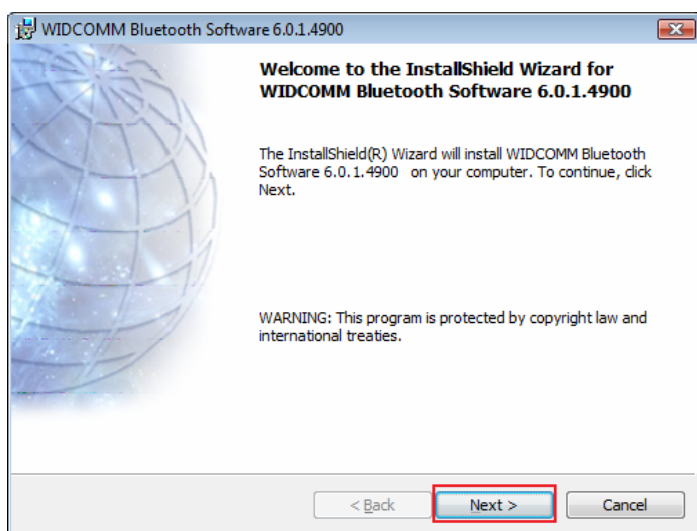 WIDCOMM Bluetooth Software 6.0.1.4900
Welcome to the InstallShield Wizard for
WIDCOMM Bluetooth Software 6.0.1.4900
The InstallShield(R) Wizard will install WIDCOMM Bluetooth
Software 6.0.1.4900 on your computer. To continue, click
Next.
WARNING: This program is protected by copyright law and
international treaties.
< Back
Next >
Cancel